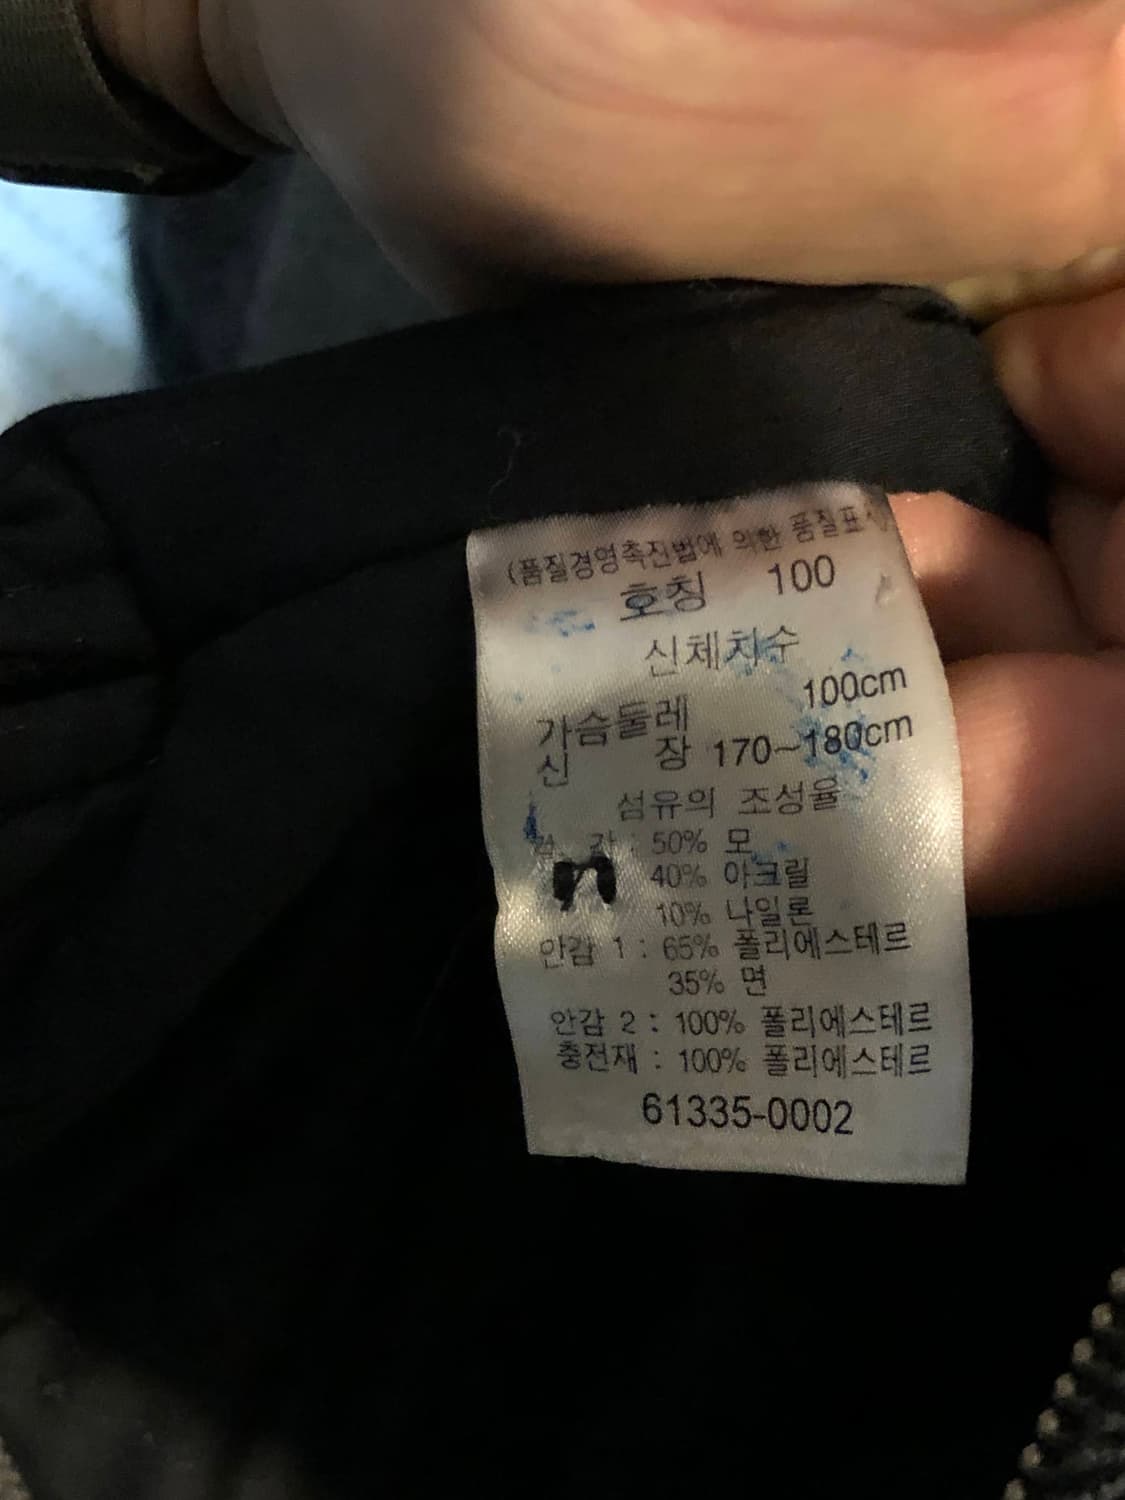 (품질경영촉진법에 의한 품질표시)
호칭 100
신체치수
가슴둘레 100cm
신 장 170~180cm
섬유의 조성율
겉 감 : 50% 모
40% 아크릴
10% 나일론
안감 1 : 65% 폴리에스테르
35% 면
안감 2 : 100% 폴리에스테르
충전재 : 100% 폴리에스테르
61335-0002